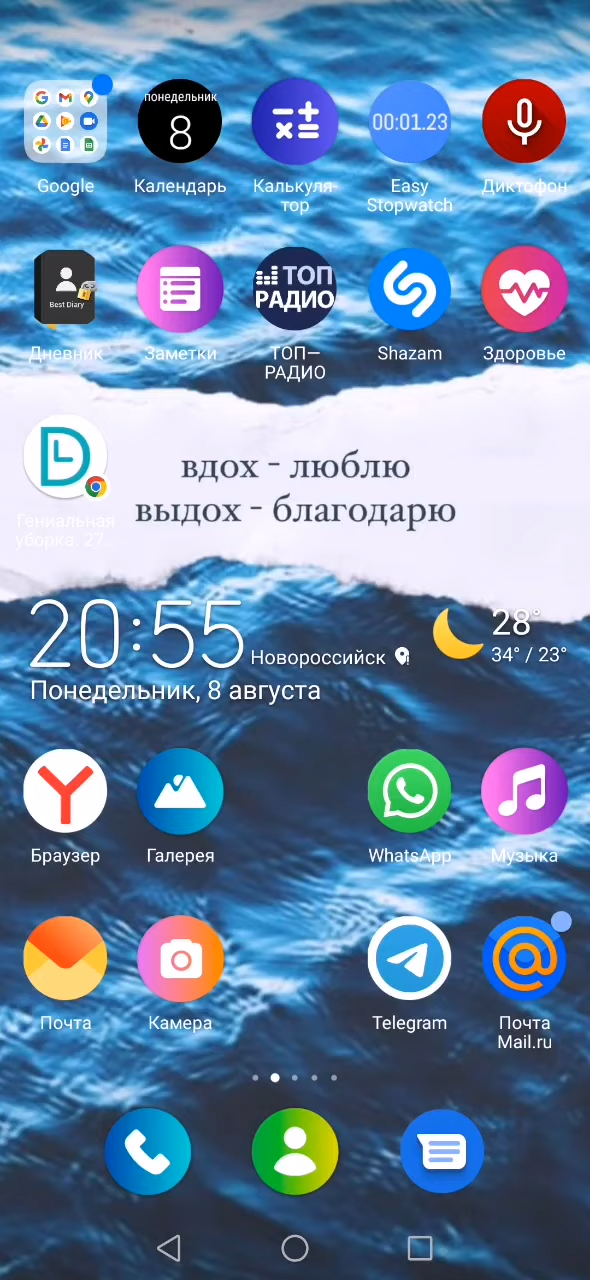 понедельник
8
00:01.23
Google
Календарь
Калькуля-
тор
Easy
Stopwatch
Диктофон
Best Diary
ТОП
РАДИО
Дневник
Заметки
ТОП—
РАДИО
Shazam
Здоровье
вдох - люблю
выдох - благодарю
Гениальная
уборка. 27...
20:55
Новороссийск
28°
34° / 23°
Понедельник, 8 августа
Браузер
Галерея
WhatsApp
Музыка
Почта
Камера
Telegram
Почта
Mail.ru